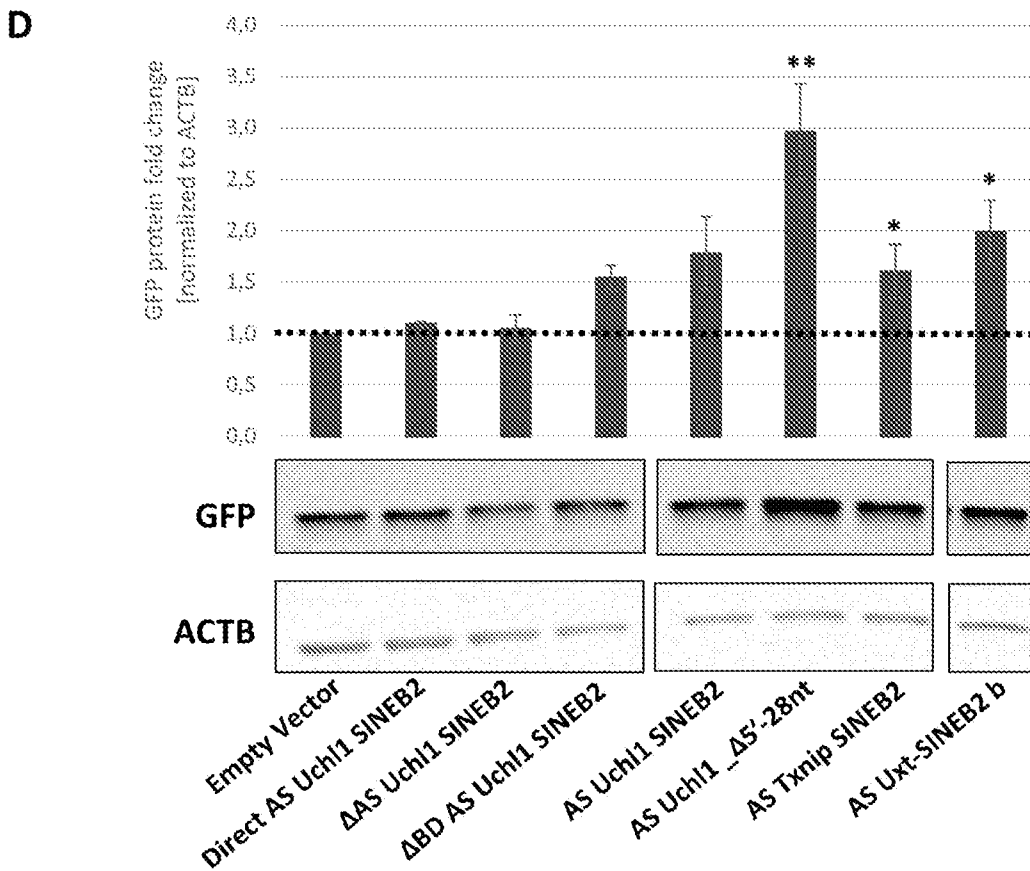 D
GFP protein fold change
[normalized to ACTB]
4,0
3,5
3,0
2,5
2,0
1,5
1,0
0,5
0,0
**
*
*
GFP
ACTB
Empty Vector
Direct AS Uchl1 SINEB2
ΔAS Uchl1 SINEB2
ΔBD AS Uchl1 SINEB2
AS Uchl1 SINEB2
AS Uchl1 _Δ5'-28nt
AS Txnip SINEB2
AS Uxt-SINEB2 b